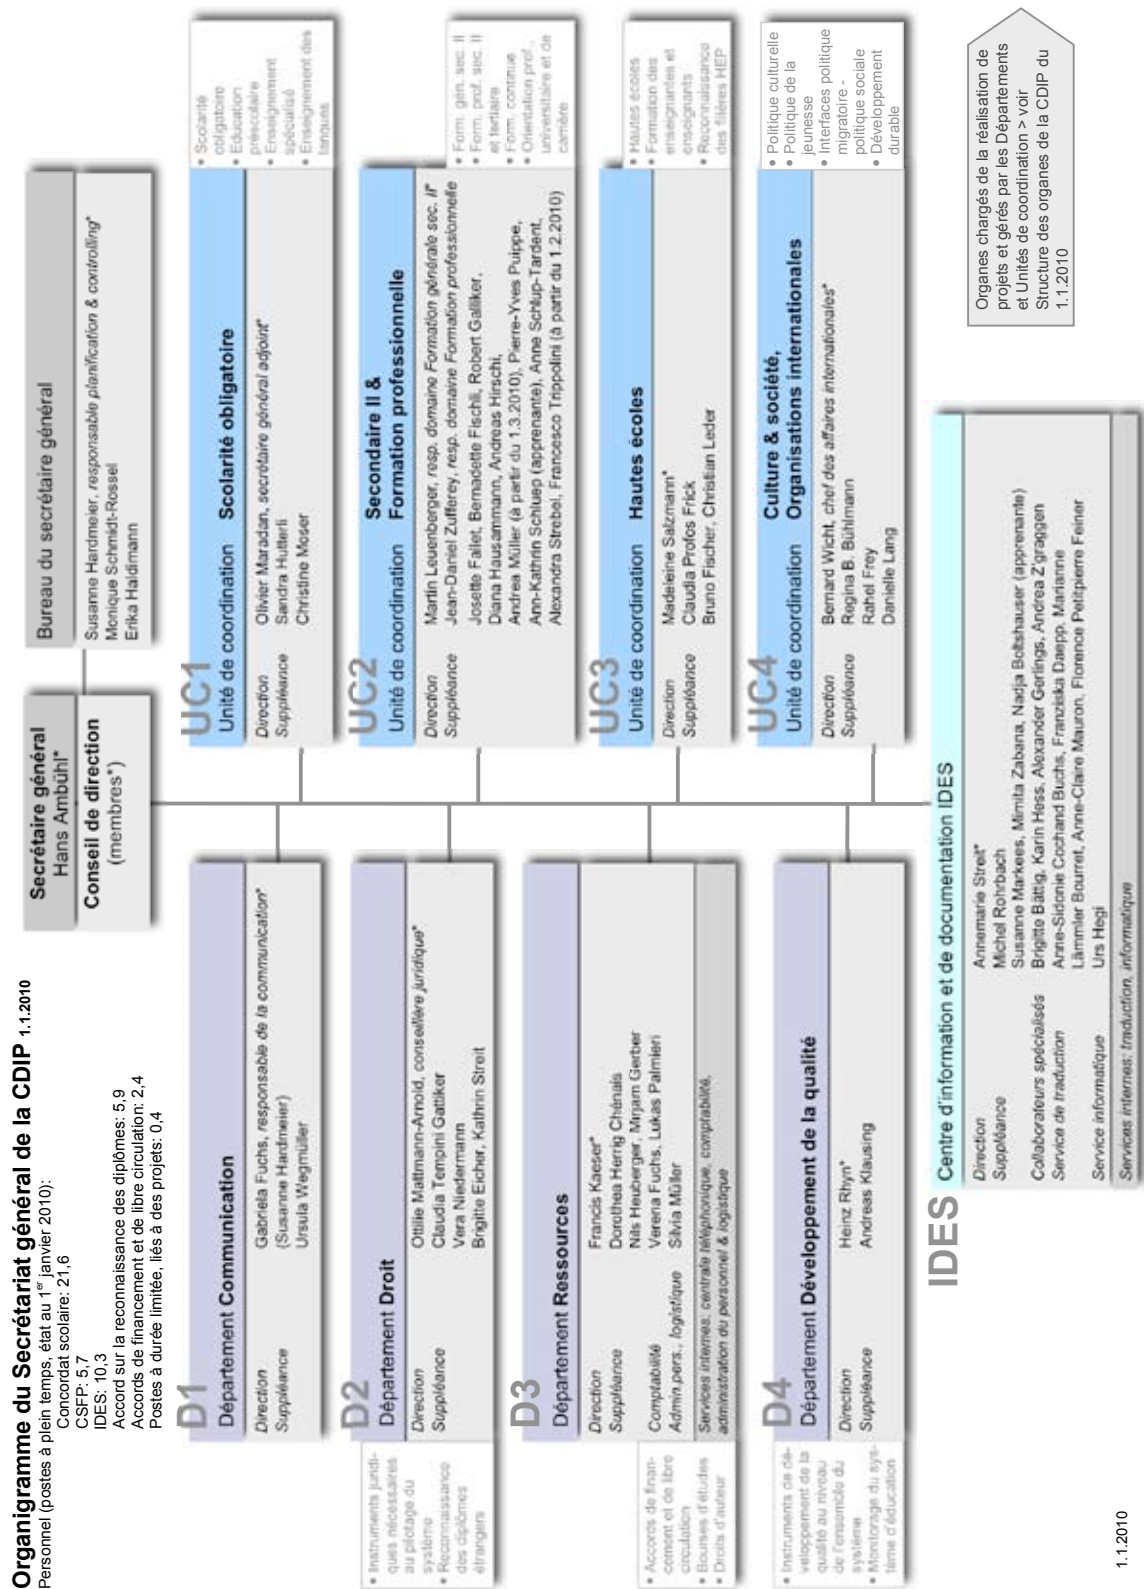 Organigramme du Secrétariat général de la CDIP 1.1.2010
Personnel (postes à plein temps, état au 1er janvier 2010):
Concordat scolaire: 21,6
CSFP: 5,7
IDES: 10,3
Accord sur la reconnaissance des diplômes: 5,9
Accords de financement et de libre circulation: 2,4
Postes à durée limitée, liés à des projets: 0,4
Secrétaire général
Hans Ambühl*
Conseil de direction
(membres*)
Bureau du secrétaire général
Susanne Hardmeier, responsable planification & controlling*
Monique Schmidt-Rossel
Erika Haldimann
D1
Département Communication
Direction Gabriela Fuchs, responsable de la communication*
Suppléance (Susanne Hardmeier)
Ursula Wegmüller
D2
Département Droit
Direction Ottilie Mattmann-Arnold, conseillère juridique*
Suppléance Claudia Tempini Gattiker
Vera Niedermann
Brigitte Eicher, Kathrin Streit
• Instruments juridi-
ques nécessaires
au pilotage du
système
• Reconnaissance
des diplômes
étrangers
D3
Département Ressources
Direction Francis Kaeser*
Suppléance Dorothea Herrig Chênais
Nils Heuberger, Mirjam Gerber
Comptabilité Verena Fuchs, Lukas Palmieri
Admin.pers., logistique Silvia Müller
Services internes: centrale téléphonique, comptabilité,
administration du personnel & logistique
• Accords de finan-
cement et de libre
circulation
• Bourses d'études
• Droits d'auteur
D4
Département Développement de la qualité
Direction Heinz Rhyn*
Suppléance Andreas Klausing
• Instruments de dé-
veloppement de la
qualité au niveau
de l'ensemble du
système
• Monitorage du sys-
tème d'éducation
UC1
Unité de coordination Scolarité obligatoire
Direction Olivier Maradan, secrétaire général adjoint*
Suppléance Sandra Hutterli
Christine Moser
• Scolarité
obligatoire
• Education
préscolaire
• Enseignement
spécialisé
• Enseignement des
langues
UC2
Unité de coordination Secondaire II &
Formation professionnelle
Direction Martin Leuenberger, resp. domaine Formation générale sec. II*
Suppléance Jean-Daniel Zufferey, resp. domaine Formation professionnelle
Josette Fallet, Bernadette Fischli, Robert Galliker,
Diana Hausammann, Andreas Hirschi,
Andrea Müller (à partir du 1.3.2010), Pierre-Yves Puippe,
Ann-Kathrin Schluep (apprenante), Anne Schlup-Tardent,
Alexandra Strebel, Francesco Trippolini (à partir du 1.2.2010)
• Form. gén. sec. II
• Form. prof. sec. II
et tertiaire
• Form. continue
• Orientation prof.,
universitaire et de
carrière
UC3
Unité de coordination Hautes écoles
Direction Madeleine Salzmann*
Suppléance Claudia Profos Frick
Bruno Fischer, Christian Leder
• Hautes écoles
• Formation des
enseignantes et
enseignants
• Reconnaissance
des filières HEP
UC4
Unité de coordination Culture & société,
Organisations internationales
Direction Bernard Wicht, chef des affaires internationales*
Suppléance Regina B. Bühlmann
Rahel Frey
Danielle Lang
• Politique culturelle
• Politique de la
jeunesse
• Interfaces politique
migratoire -
politique sociale
• Développement
durable
IDES Centre d'information et de documentation IDES
Direction Annemarie Streit*
Suppléance Michel Rohrbach
Susanne Markees, Mimita Zabana, Nadja Boltshauser (apprenante)
Collaborateurs spécialisés Brigitte Bättig, Karin Hess, Alexander Gerlings, Andrea Z'graggen
Service de traduction Anne-Sidonie Cochand Buchs, Franziska Daepp, Marianne
Lämmler Bourret, Anne-Claire Mauron, Florence Petitpierre Feiner
Service informatique Urs Hegi
Services internes: traduction, informatique
Organes chargés de la réalisation de
projets et gérés par les Départements
et Unités de coordination > voir
Structure des organes de la CDIP du
1.1.2010
1.1.2010